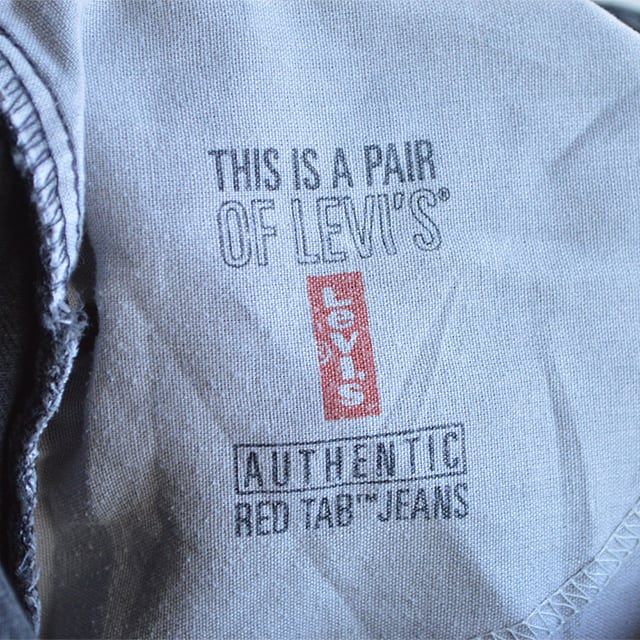 THIS IS A PAIR
OF LEVI'S®
LeVI'S
AUTHENTIC
RED TAB™ JEANS